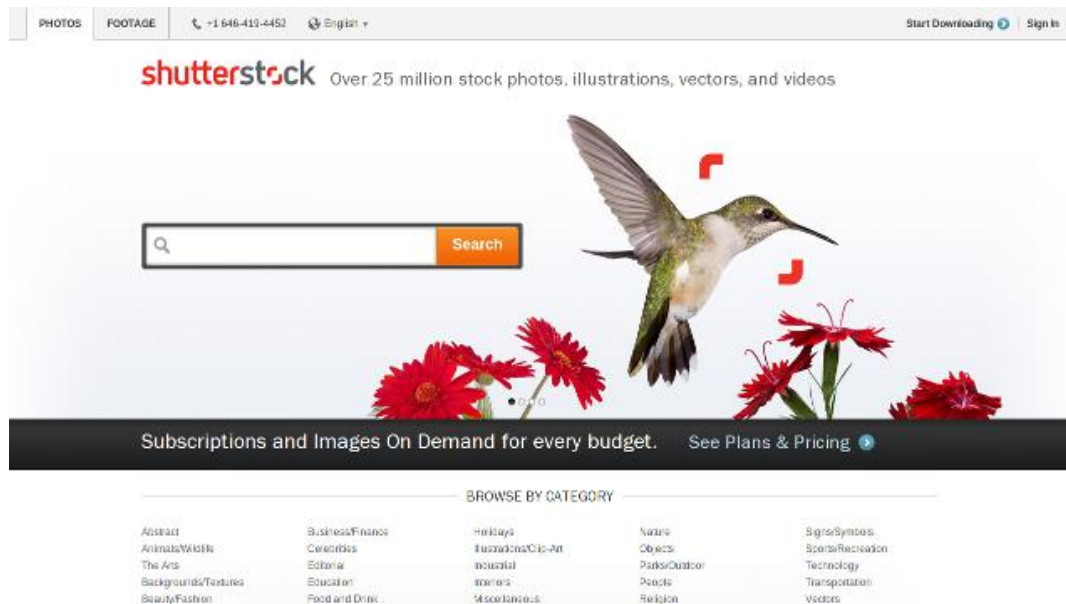 PHOTOS FOOTAGE +1 646-419-4452 English Start Downloading Sign In
shutterstock Over 25 million stock photos, illustrations, vectors, and videos
Search
Subscriptions and Images On Demand for every budget. See Plans & Pricing
BROWSE BY CATEGORY
Abstract Business/Finance Holidays Nature Signs/Symbols
Animals/Wildlife Celebrities Illustrations/Clip-Art Objects Sports/Recreation
The Arts Editorial Industrial Parks/Outdoor Technology
Backgrounds/Textures Education Interiors People Transportation
Beauty/Fashion Food and Drink Miscellaneous Religion Vectors